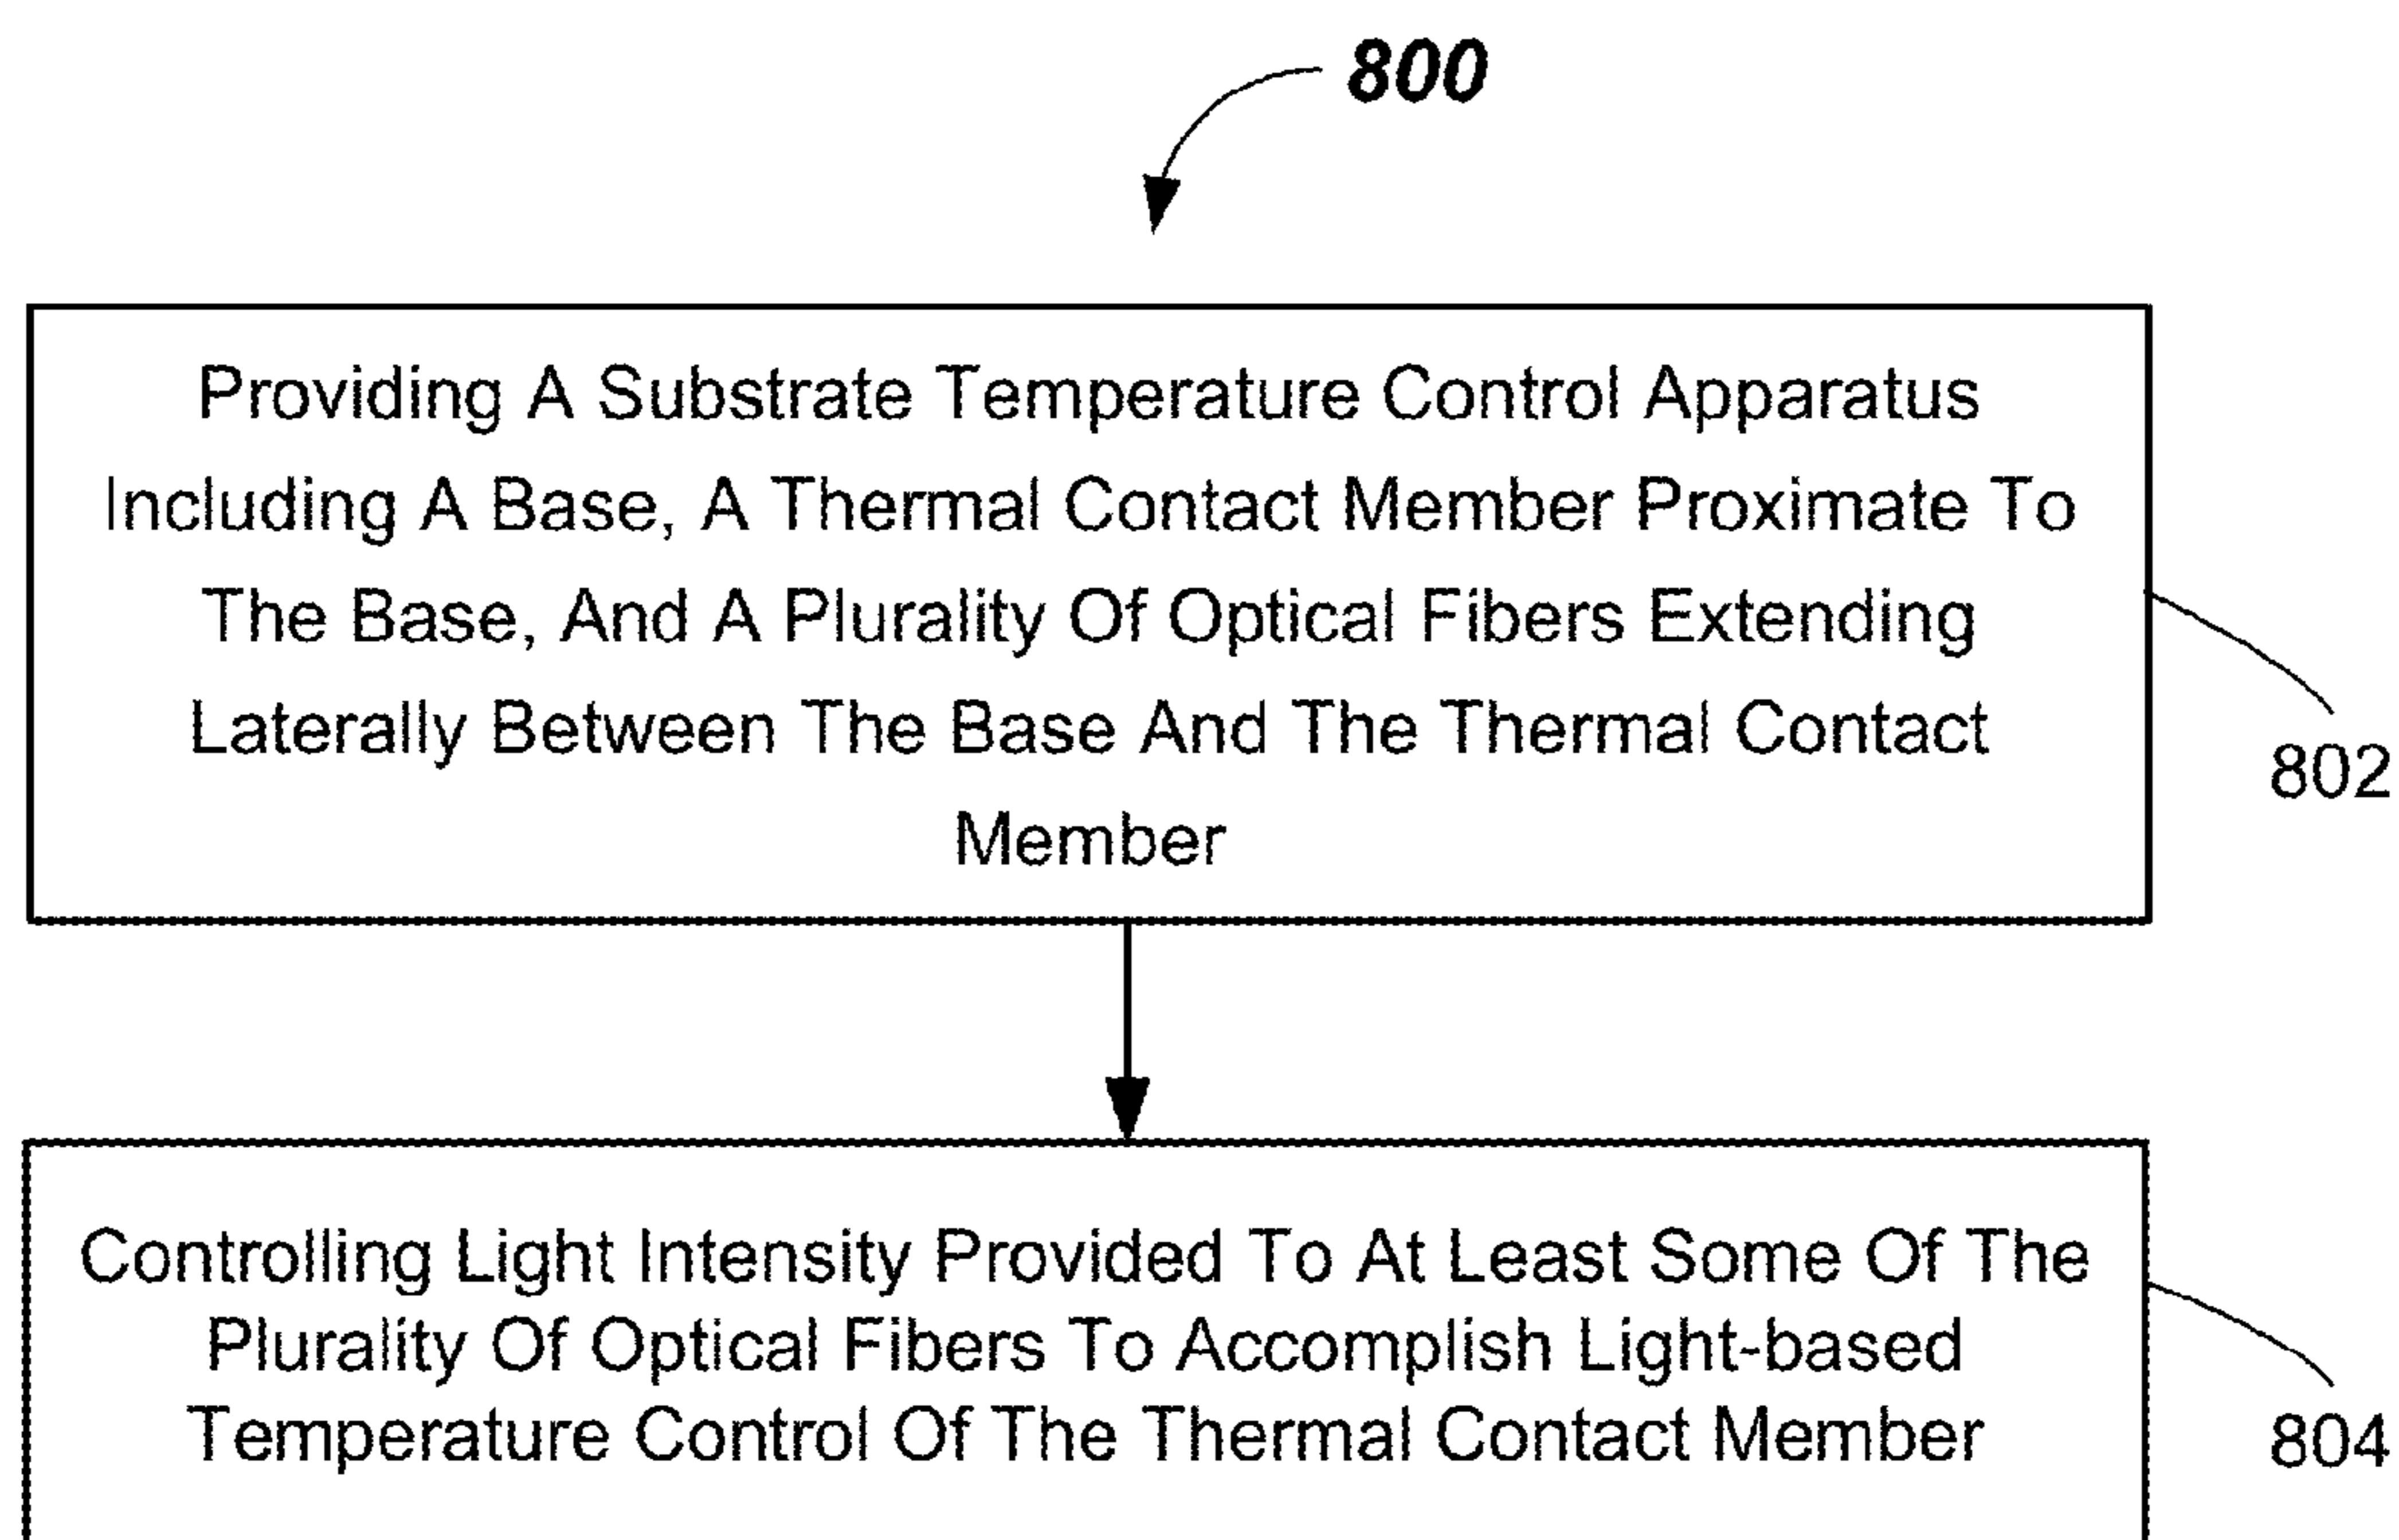 800
Providing A Substrate Temperature Control Apparatus
Including A Base, A Thermal Contact Member Proximate To
The Base, And A Plurality Of Optical Fibers Extending
Laterally Between The Base And The Thermal Contact
Member
802
Controlling Light Intensity Provided To At Least Some Of The
Plurality Of Optical Fibers To Accomplish Light-based
Temperature Control Of The Thermal Contact Member
804